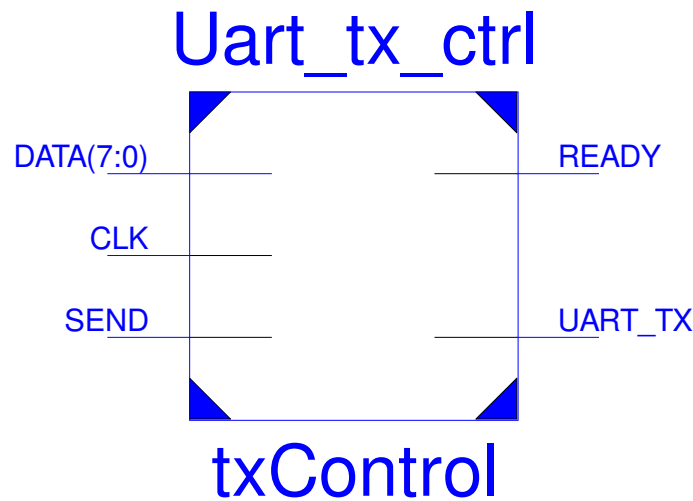 Uart_tx_ctrl
DATA(7:0)
READY
CLK
SEND
UART_TX
txControl